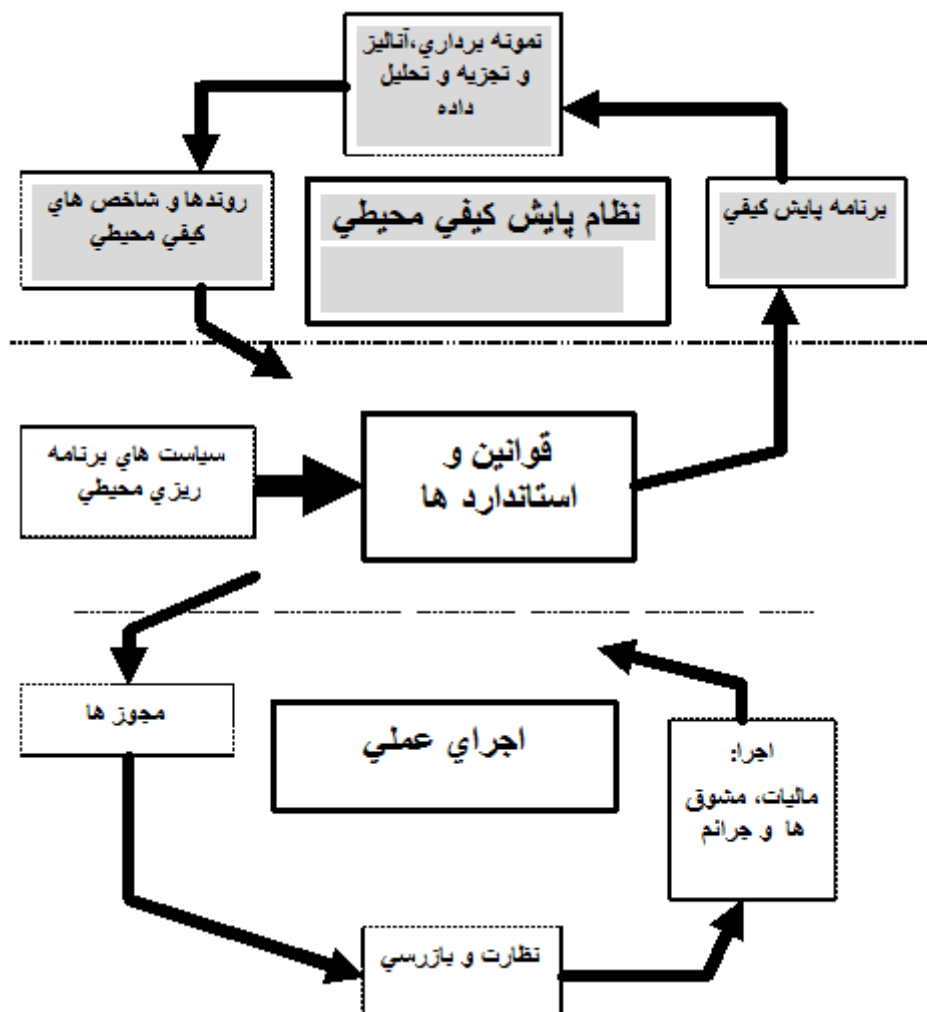 نمونه برداري،آناليز
و تجزيه و تحليل
داده
روندها و شاخص هاي
كيفي محيطي
نظام پايش كيفي محيطي
برنامه پايش كيفي
سياست هاي برنامه
ريزي محيطي
قوانين و
استاندارد ها
مجوز ها
اجراي عملي
اجرا:
ماليات، مشوق
ها و جرائم
نظارت و بازرسي